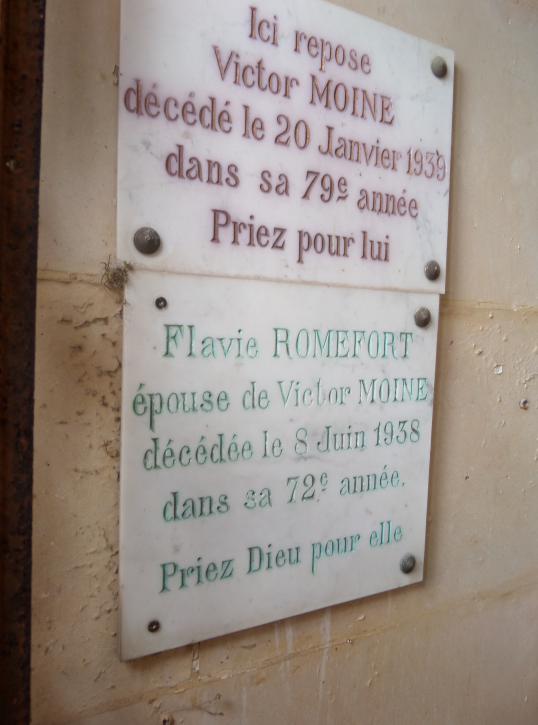 Ici repose
Victor MOINE
décédé le 20 Janvier 1939
dans sa 79e année
Priez pour lui
Flavie ROMEFORT
épouse de Victor MOINE
décédée le 8 Juin 1938
dans sa 72e année.
Priez Dieu pour elle